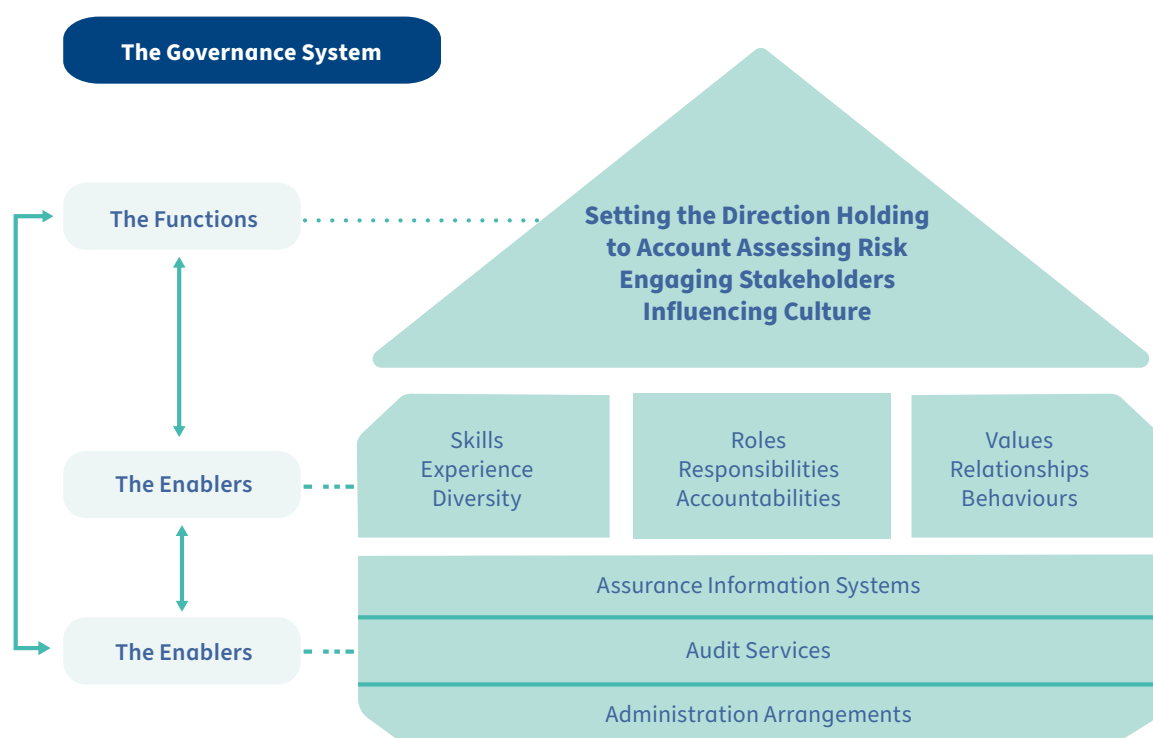 The Governance System
The Functions
Setting the Direction Holding
to Account Assessing Risk
Engaging Stakeholders
Influencing Culture
The Enablers
Skills
Experience
Diversity
Roles
Responsibilities
Accountabilities
Values
Relationships
Behaviours
The Enablers
Assurance Information Systems
Audit Services
Administration Arrangements